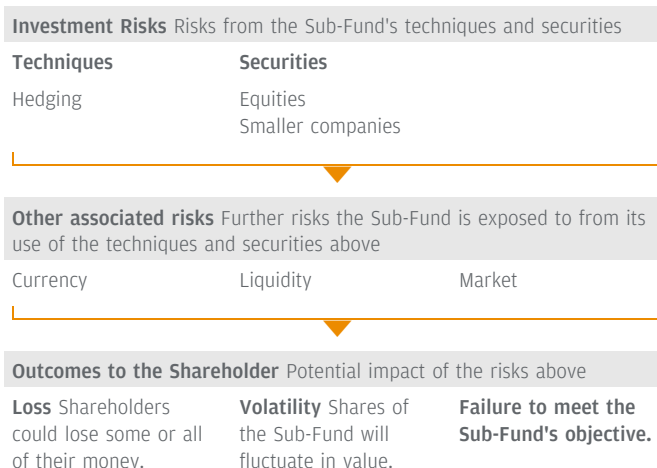 Investment Risks Risks from the Sub-Fund's techniques and securities
Techniques
Securities
Hedging
Equities
Smaller companies
Other associated risks Further risks the Sub-Fund is exposed to from its
use of the techniques and securities above
Currency
Liquidity
Market
Outcomes to the Shareholder Potential impact of the risks above
Loss Shareholders
could lose some or all
of their money.
Volatility Shares of
the Sub-Fund will
fluctuate in value.
Failure to meet the
Sub-Fund's objective.